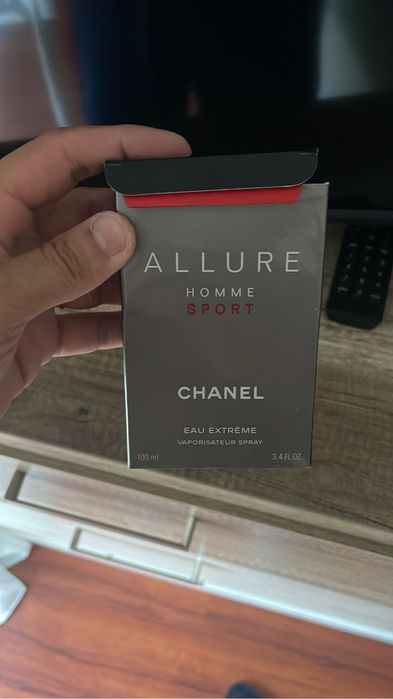 ALLURE
HOMME
SPORT
CHANEL
EAU EXTRÊME
VAPORISATEUR SPRAY
100 ml 3.4 FL. OZ.